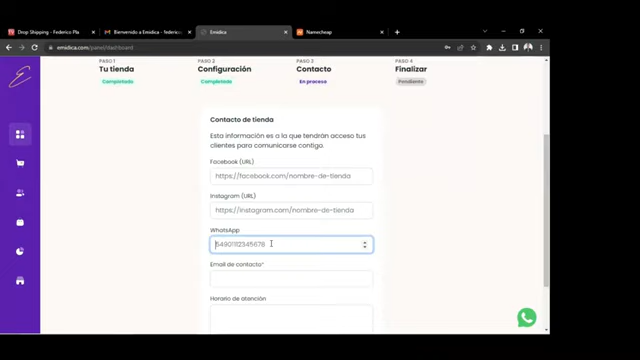 Drop Shipping - Federico Pla
Bienvenido a Emidica - federico
Emidica
Namecheap
emidica.com/panel/dashboard
PASO 1
PASO 2
PASO 3
PASO 4
Tu tienda
Configuración
Contacto
Finalizar
Completado
Completado
En proceso
Pendiente
Contacto de tienda
Esta información es a la que tendrán acceso tus
clientes para comunicarse contigo.
Facebook (URL)
https://facebook.com/nombre-de-tienda
Instagram (URL)
https://instagram.com/nombre-de-tienda
WhatsApp
54901112345678
Email de contacto*
Horario de atención